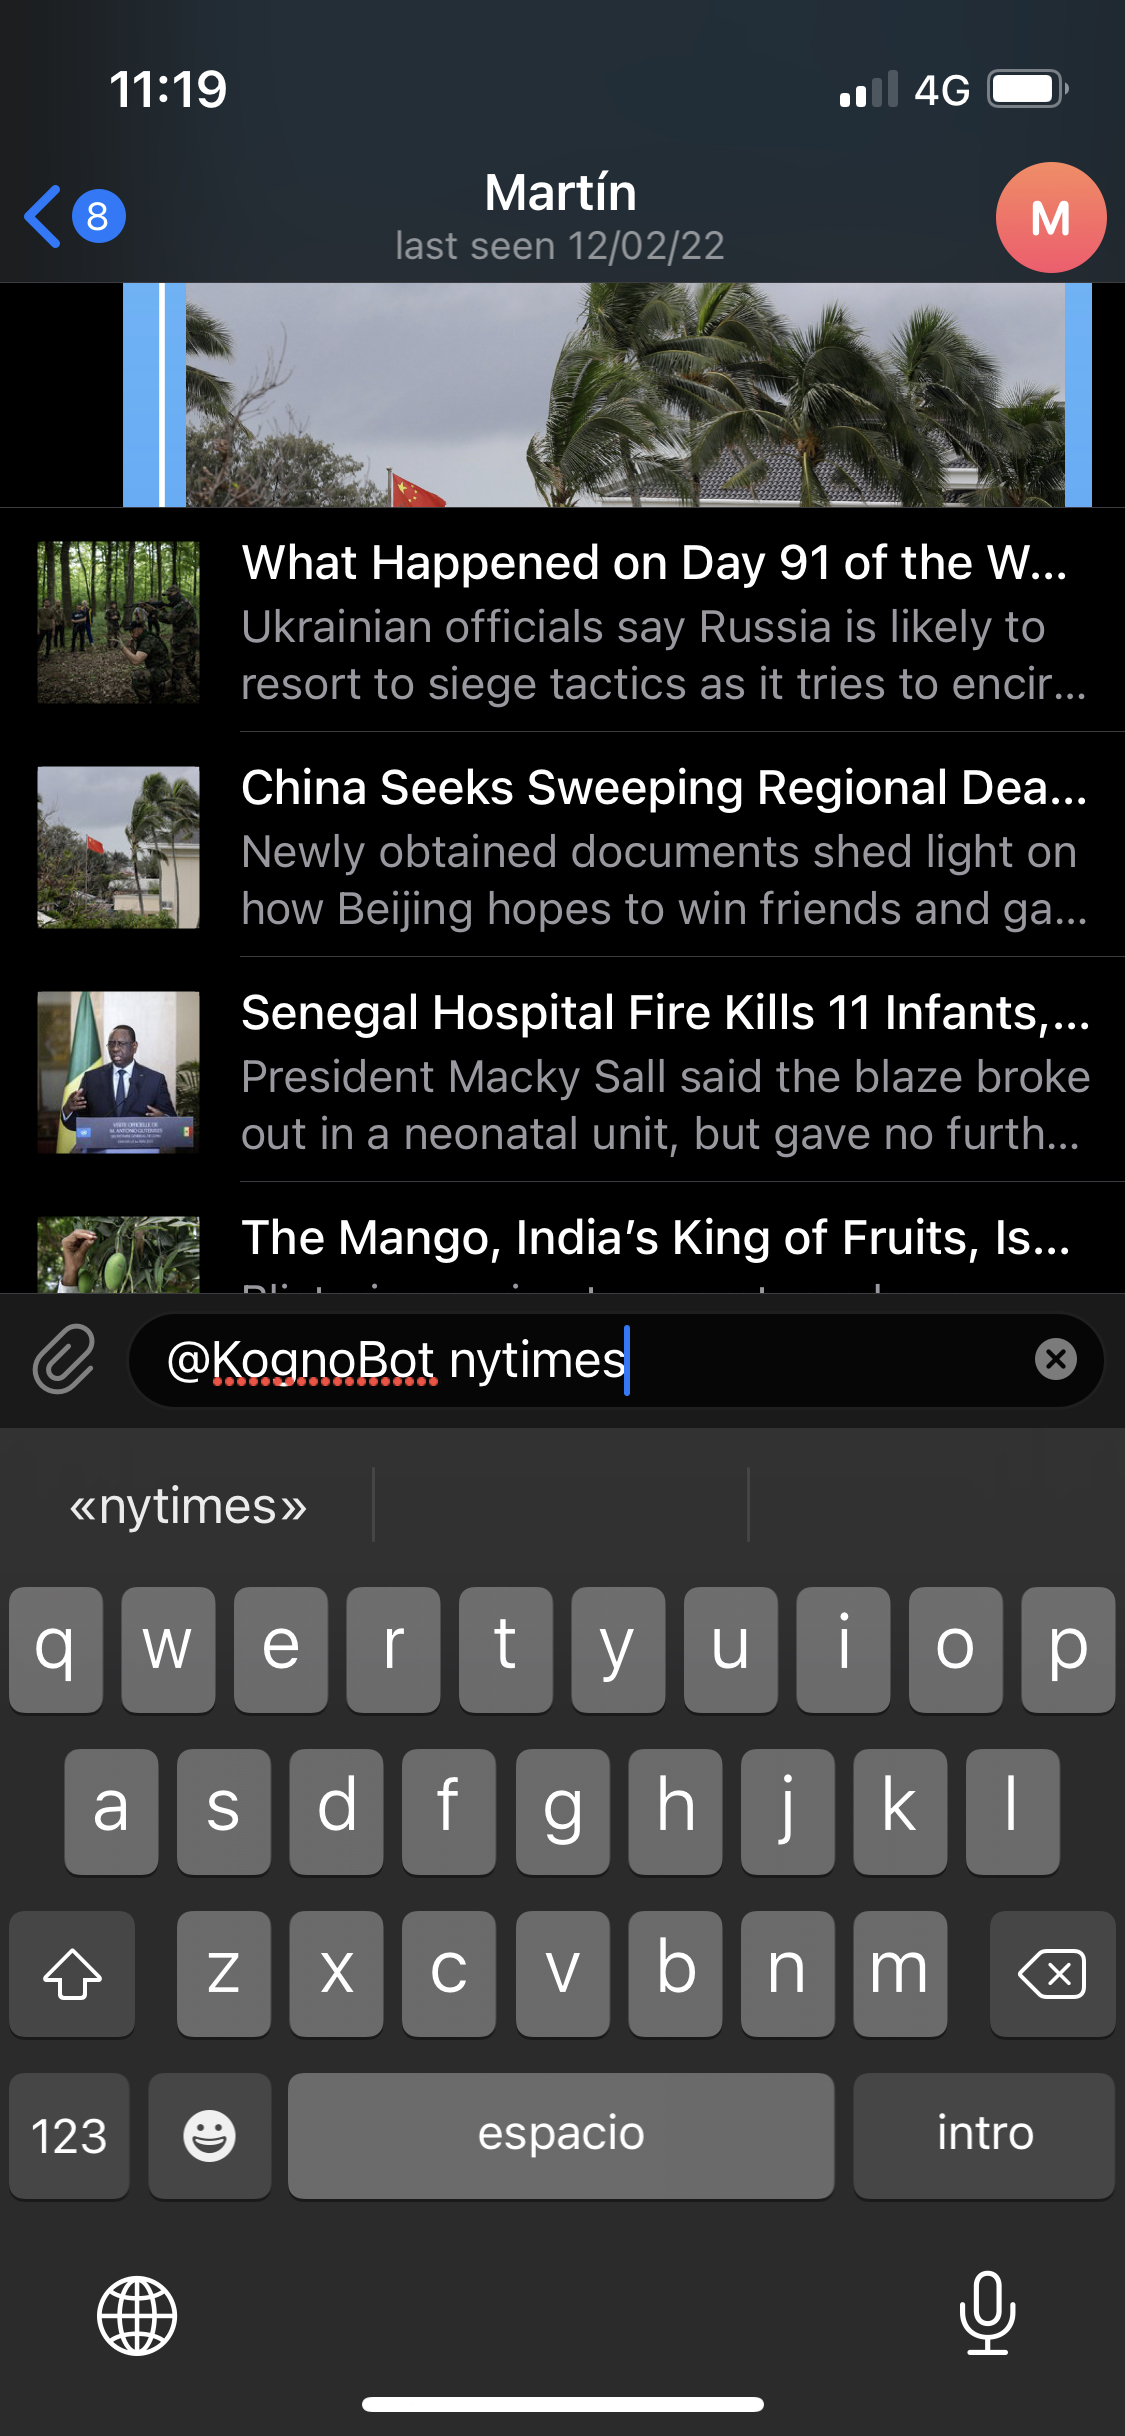 11:19
4G
8
Martín
last seen 12/02/22
M
What Happened on Day 91 of the W...
Ukrainian officials say Russia is likely to
resort to siege tactics as it tries to encir...
China Seeks Sweeping Regional Dea...
Newly obtained documents shed light on
how Beijing hopes to win friends and ga...
Senegal Hospital Fire Kills 11 Infants,...
President Macky Sall said the blaze broke
out in a neonatal unit, but gave no furth...
The Mango, India’s King of Fruits, Is...
@KognoBot nytimes
«nytimes»
q w e r t y u i o p
a s d f g h j k l
z x c v b n m
123 espacio intro